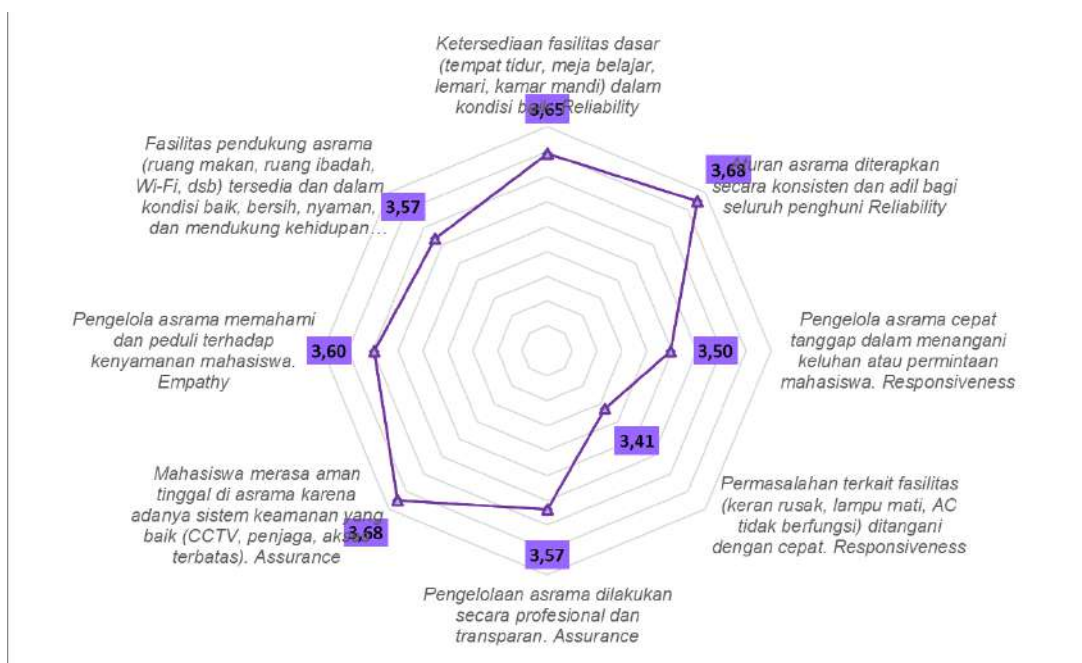 Ketersediaan fasilitas dasar
(tempat tidur, meja belajar,
lemari, kamar mandi) dalam
kondisi Reliability
3,65
3,68
asrama diterapkan
secara konsisten dan adil bagi
seluruh penghuni Reliability
Pengelola asrama cepat
tanggap dalam menangani
keluhan atau permintaan
mahasiswa. Responsiveness
3,50
3,41
Permasalahan terkait fasilitas
(keran rusak, lampu mati, AC
tidak berfungsi) ditangani
dengan cepat. Responsiveness
3,57
Pengelolaan asrama dilakukan
secara profesional dan
transparan. Assurance
Mahasiswa merasa aman
tinggal di asrama karena
adanya sistem keamanan yang
baik (CCTV, penjaga,
terbatas). Assurance
3,68
Pengelola asrama memahami
dan peduli terhadap
kenyamanan mahasiswa.
Empathy
3,60
Fasilitas pendukung asrama
(ruang makan, ruang ibadah,
Wi-Fi, dsb) tersedia dan dalam
kondisi baik, bersih, nyaman,
dan mendukung kehidupan…
3,57